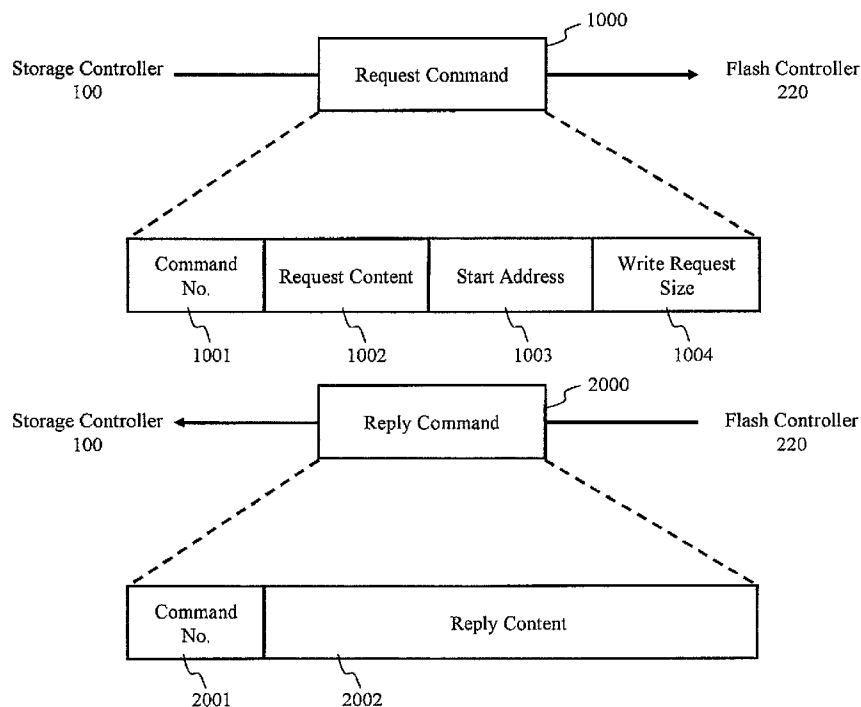 1000
Storage Controller
100
Request Command
Flash Controller
220
Command
No.
Request Content
Start Address
Write Request
Size
1001
1002
1003
1004
2000
Storage Controller
100
Reply Command
Flash Controller
220
Command
No.
Reply Content
2001
2002